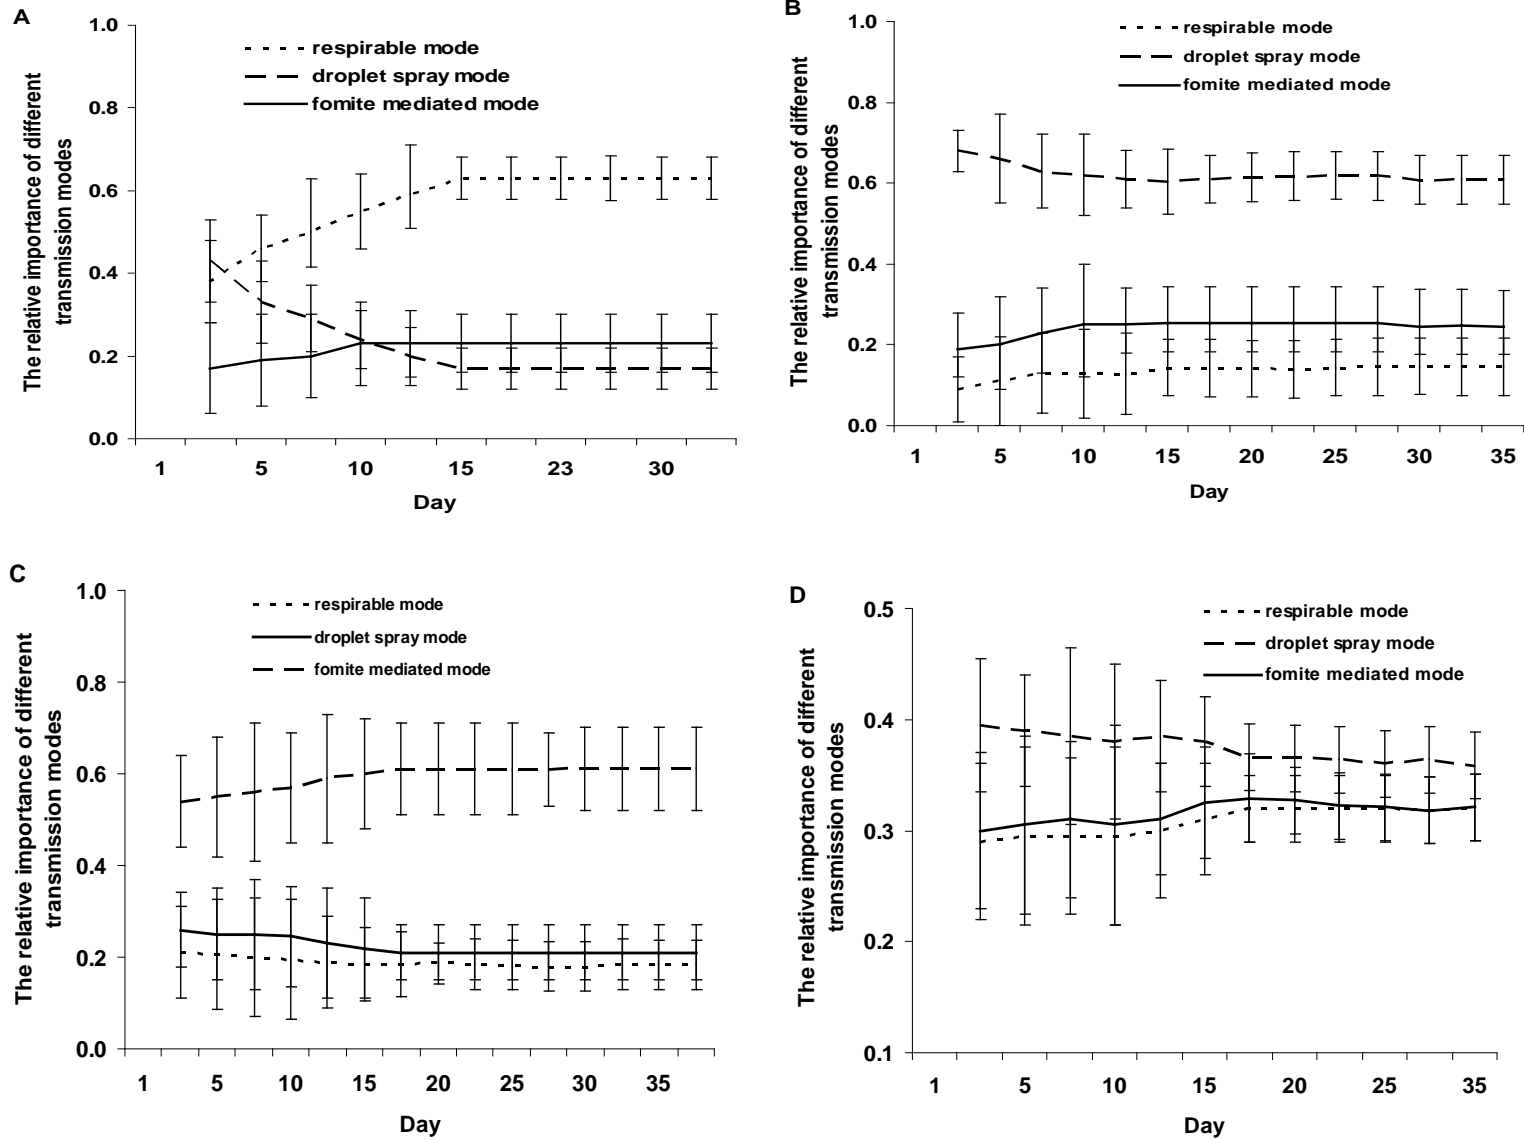 A
The relative importance of different
transmission modes
1.0
0.8
0.6
0.4
0.2
0.0
respirable mode
droplet spray mode
fomite mediated mode
1 5 10 15 23 30
Day
B
The relative importance of different
transmission modes
1.0
0.8
0.6
0.4
0.2
0.0
respirable mode
droplet spray mode
fomite mediated mode
1 5 10 15 20 25 30 35
Day
C
The relative importance of different
transmission modes
1.0
0.8
0.6
0.4
0.2
0.0
respirable mode
droplet spray mode
fomite mediated mode
1 5 10 15 20 25 30 35
Day
D
The relative importance of different
transmission modes
0.5
0.4
0.3
0.2
0.1
respirable mode
droplet spray mode
fomite mediated mode
1 5 10 15 20 25 35
Day